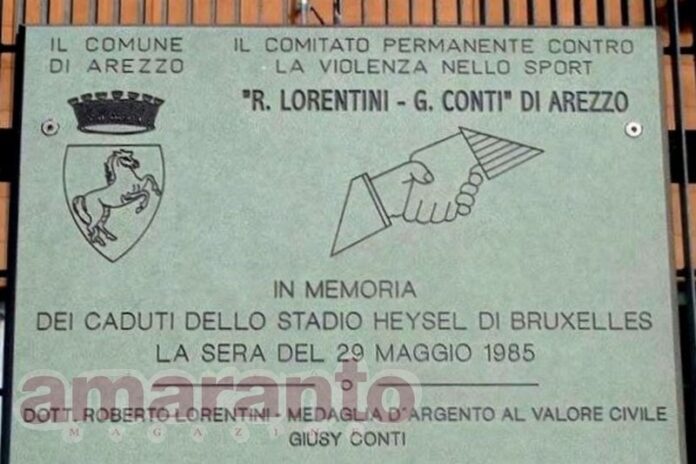 IL COMUNE
DI AREZZO
IL COMITATO PERMANENTE CONTRO
LA VIOLENZA NELLO SPORT
"R. LORENTINI - G. CONTI" DI AREZZO
IN MEMORIA
DEI CADUTI DELLO STADIO HEYSEL DI BRUXELLES
LA SERA DEL 29 MAGGIO 1985
amaranto
MAGAZINE
DOTT. ROBERTO LORENTINI - MEDAGLIA D'ARGENTO AL VALORE CIVILE
GIUSY CONTI